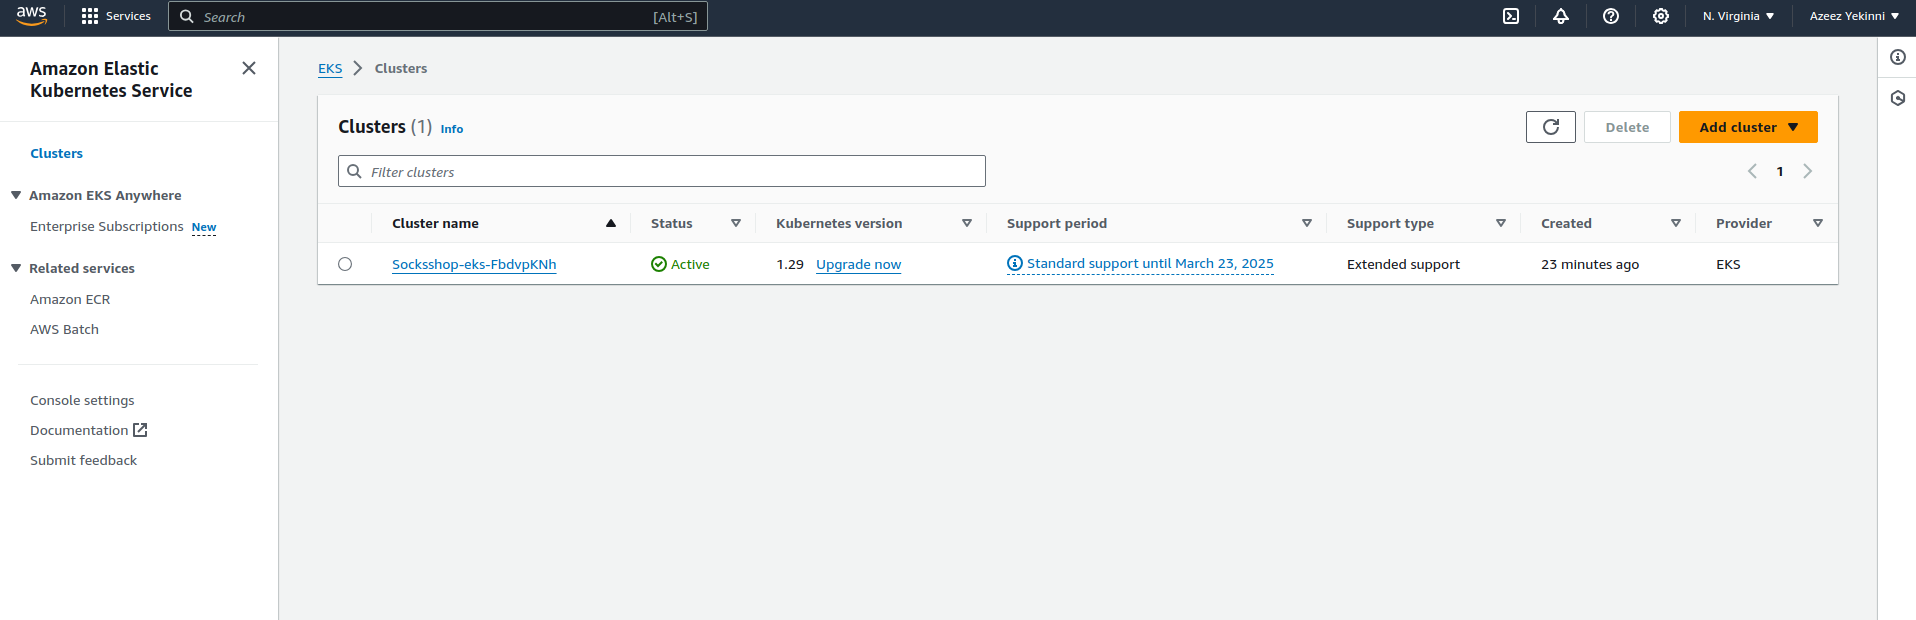 aws Services Search [Alt+S] N. Virginia Azeez Yekinni
Amazon Elastic
Kubernetes Service
Clusters
Amazon EKS Anywhere
Enterprise Subscriptions New
Related services
Amazon ECR
AWS Batch
Console settings
Documentation
Submit feedback
EKS Clusters
Clusters (1) Info
Delete Add cluster
Filter clusters
1
Cluster name Status Kubernetes version Support period Support type Created Provider
Socksshop-eks-FbdvpKNh Active 1.29 Upgrade now Standard support until March 23, 2025 Extended support 23 minutes ago EKS